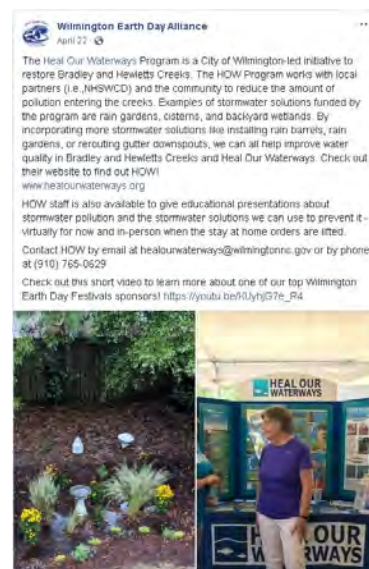 Wilmington Earth Day Alliance
April 22
The Heal Our Waterways Program is a City of Wilmington-led initiative to
restore Bradley and Hewletts Creeks. The HOW Program works with local
partners (i.e.,NHSWCD) and the community to reduce the amount of
pollution entering the creeks. Examples of stormwater solutions funded by
the program are rain gardens, cisterns, and backyard wetlands. By
incorporating more stormwater solutions like installing rain barrels, rain
gardens, or rerouting gutter downspouts, we can all help improve water
quality in Bradley and Hewletts Creeks and Heal Our Waterways. Check out
their website to find out HOW!
www.healourwaterways.org
HOW staff is also available to give educational presentations about
stormwater pollution and the stormwater solutions we can use to prevent it -
virtually for now and in-person when the stay at home orders are lifted.
Contact HOW by email at healourwaterways@wilmingtonnc.gov or by phone
at (910) 765-0629
Check out this short video to learn more about one of our top Wilmington
Earth Day Festivals sponsors! https://youtu.be/KUyhjG7e_R4
HEAL OUR
WATERWAYS
HEAL OUR
WATERWAYS